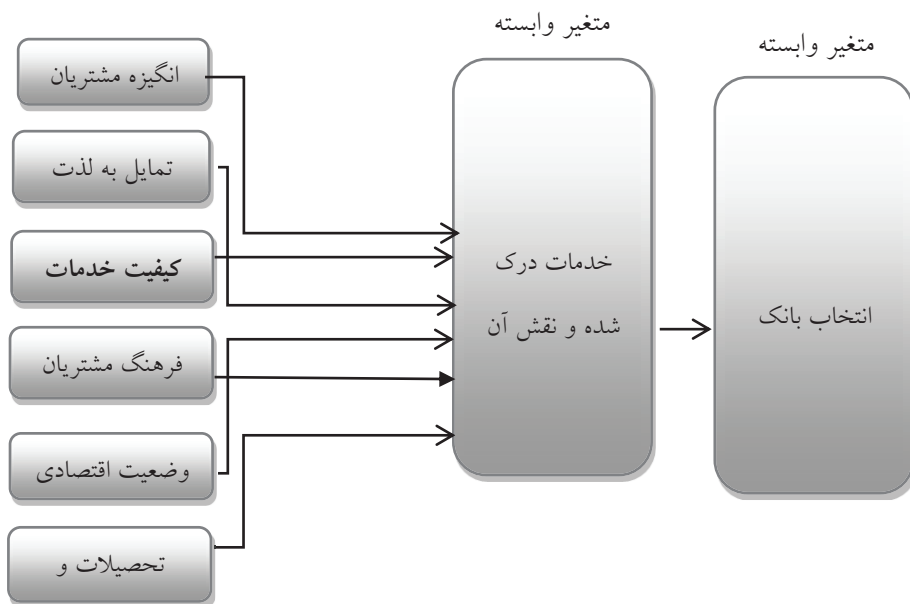 متغیر وابسته
متغیر وابسته
انگیزه مشتریان
تمایل به لذت
کیفیت خدمات
فرهنگ مشتریان
وضعیت اقتصادی
تحصیلات و
خدمات درک
شده و نقش آن
انتخاب بانک